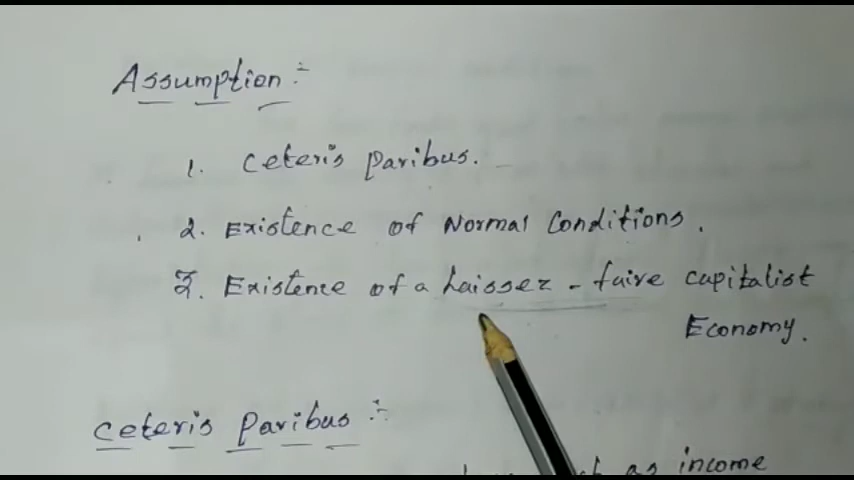 Assumption :-
1. Ceteris Paribus.
2. Existence of Normal Conditions.
3. Existence of a Laissez - faire capitalist
Economy.
Ceteris Paribus :-
as income